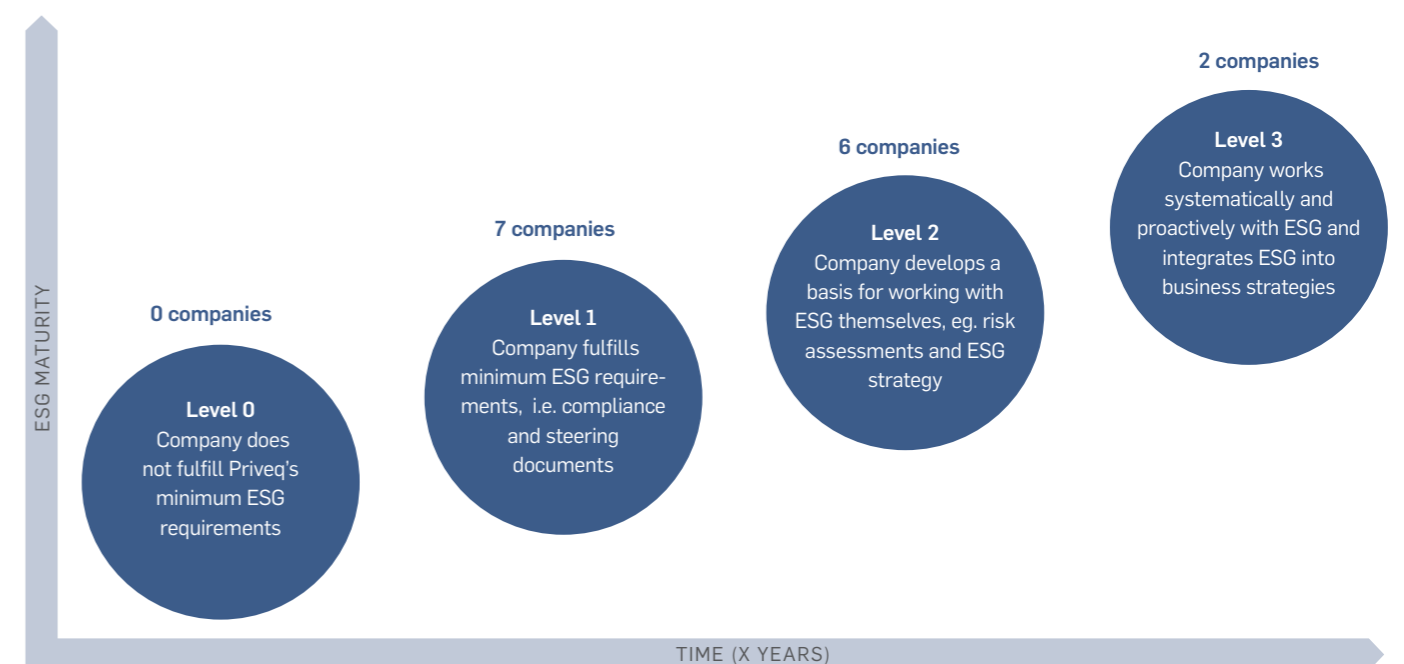 2 companies
Level 3
Company works
systematically and
proactively with ESG and
integrates ESG into
business strategies
6 companies
Level 2
Company develops a
basis for working with
ESG themselves, eg. risk
assessments and ESG
strategy
7 companies
Level 1
Company fulfills
minimum ESG require-
ments, i.e. compliance
and steering
documents
0 companies
Level 0
Company does
not fulfill Priveq's
minimum ESG
requirements
ESG MATURITY
TIME (X YEARS)